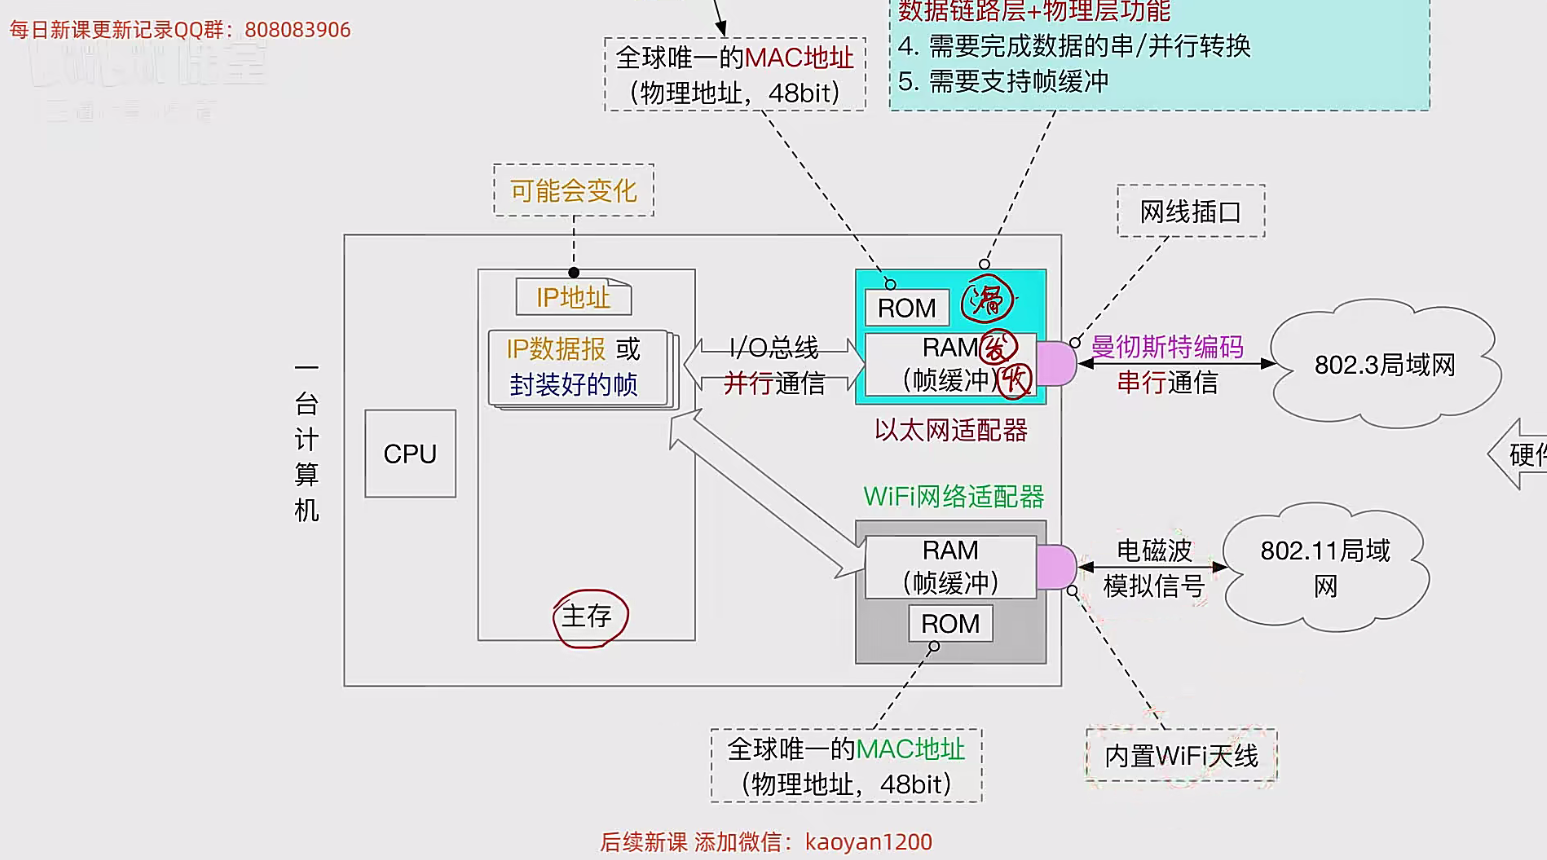 每日新课更新记录QQ群：808083906
数据链路层+物理层功能
4. 需要完成数据的串/并行转换
5. 需要支持帧缓冲
全球唯一的MAC地址
（物理地址，48bit）
可能会变化
网线插口
IP地址
IP数据报 或
封装好的帧
I/O总线
并行通信
ROM
RAM 发
（帧缓冲） 收
曼彻斯特编码
串行通信
802.3局域网
以太网适配器
一台计算机
CPU
硬件
WiFi网络适配器
RAM
（帧缓冲）
ROM
电磁波
模拟信号
802.11局域
网
主存
全球唯一的MAC地址
（物理地址，48bit）
内置WiFi天线
后续新课 添加微信：kaoyan1200